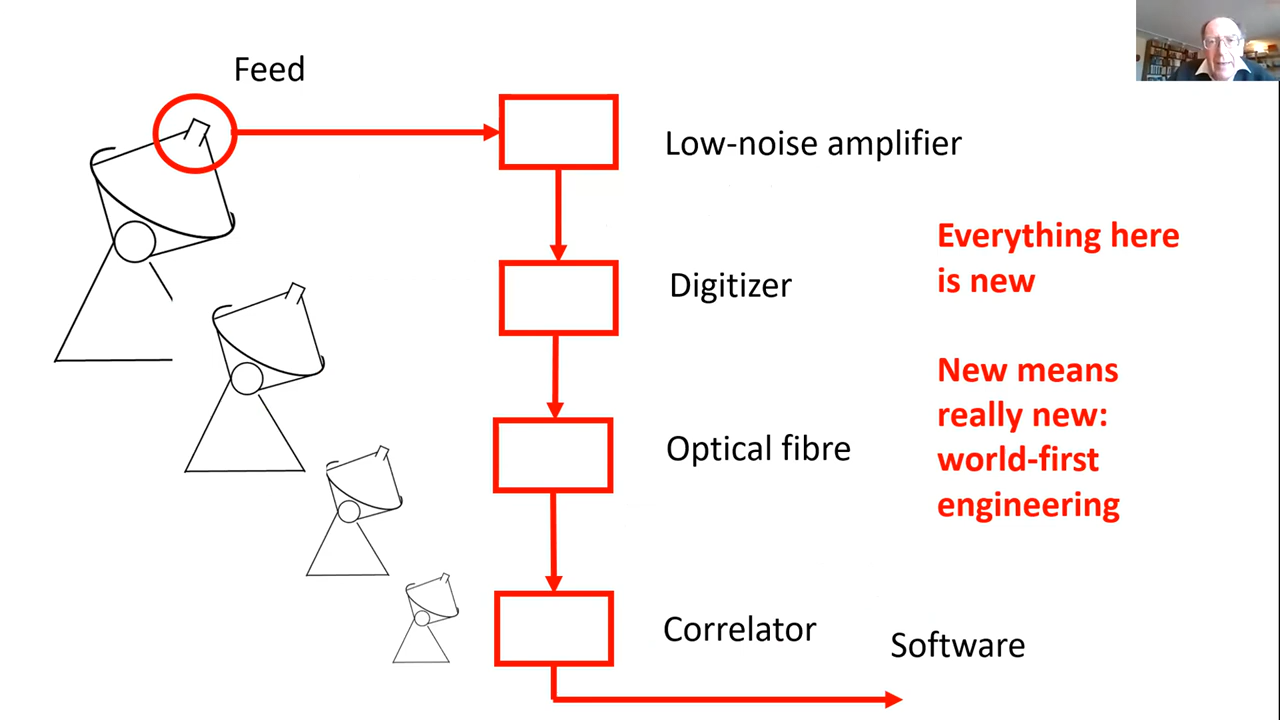 Feed
Low-noise amplifier
Everything here
is new
Digitizer
New means
really new:
world-first
engineering
Optical fibre
Correlator
Software